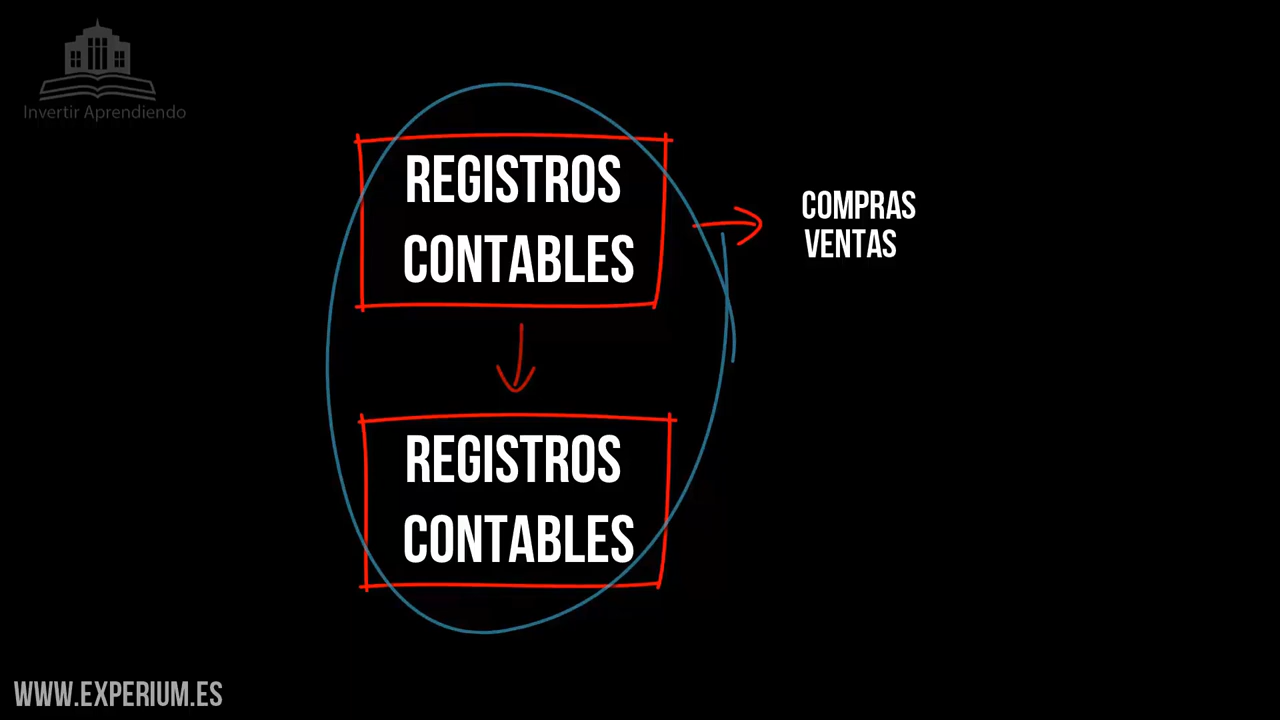 Invertir Aprendiendo
REGISTROS
CONTABLES
COMPRAS
VENTAS
REGISTROS
CONTABLES
WWW.EXPERIUM.ES